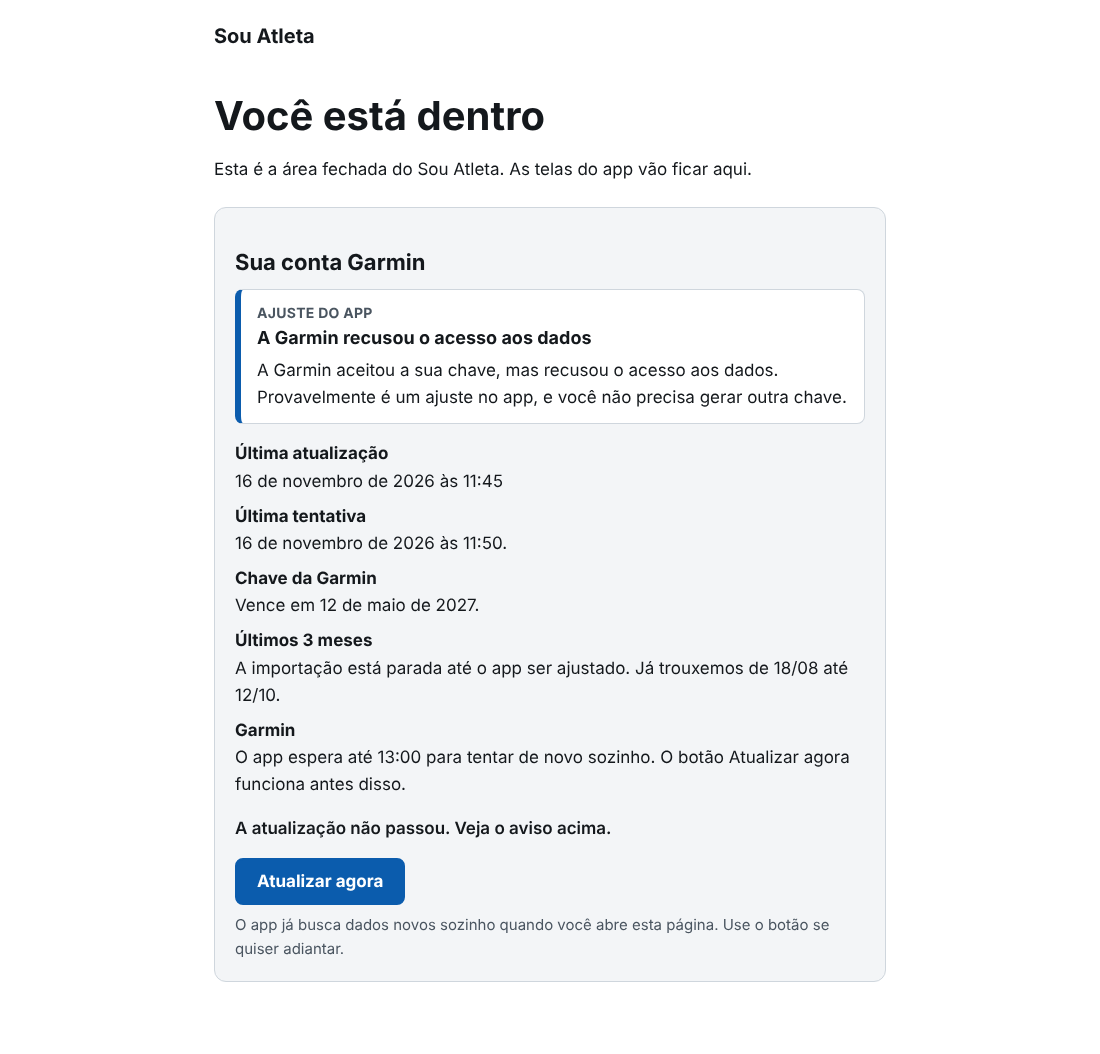 Sou Atleta
Você está dentro
Esta é a área fechada do Sou Atleta. As telas do app vão ficar aqui.
Sua conta Garmin
AJUSTE DO APP
A Garmin recusou o acesso aos dados
A Garmin aceitou a sua chave, mas recusou o acesso aos dados.
Provavelmente é um ajuste no app, e você não precisa gerar outra chave.
Última atualização
16 de novembro de 2026 às 11:45
Última tentativa
16 de novembro de 2026 às 11:50.
Chave da Garmin
Vence em 12 de maio de 2027.
Últimos 3 meses
A importação está parada até o app ser ajustado. Já trouxemos de 18/08 até
12/10.
Garmin
O app espera até 13:00 para tentar de novo sozinho. O botão Atualizar agora
funciona antes disso.
A atualização não passou. Veja o aviso acima.
Atualizar agora
O app já busca dados novos sozinho quando você abre esta página. Use o botão se
quiser adiantar.